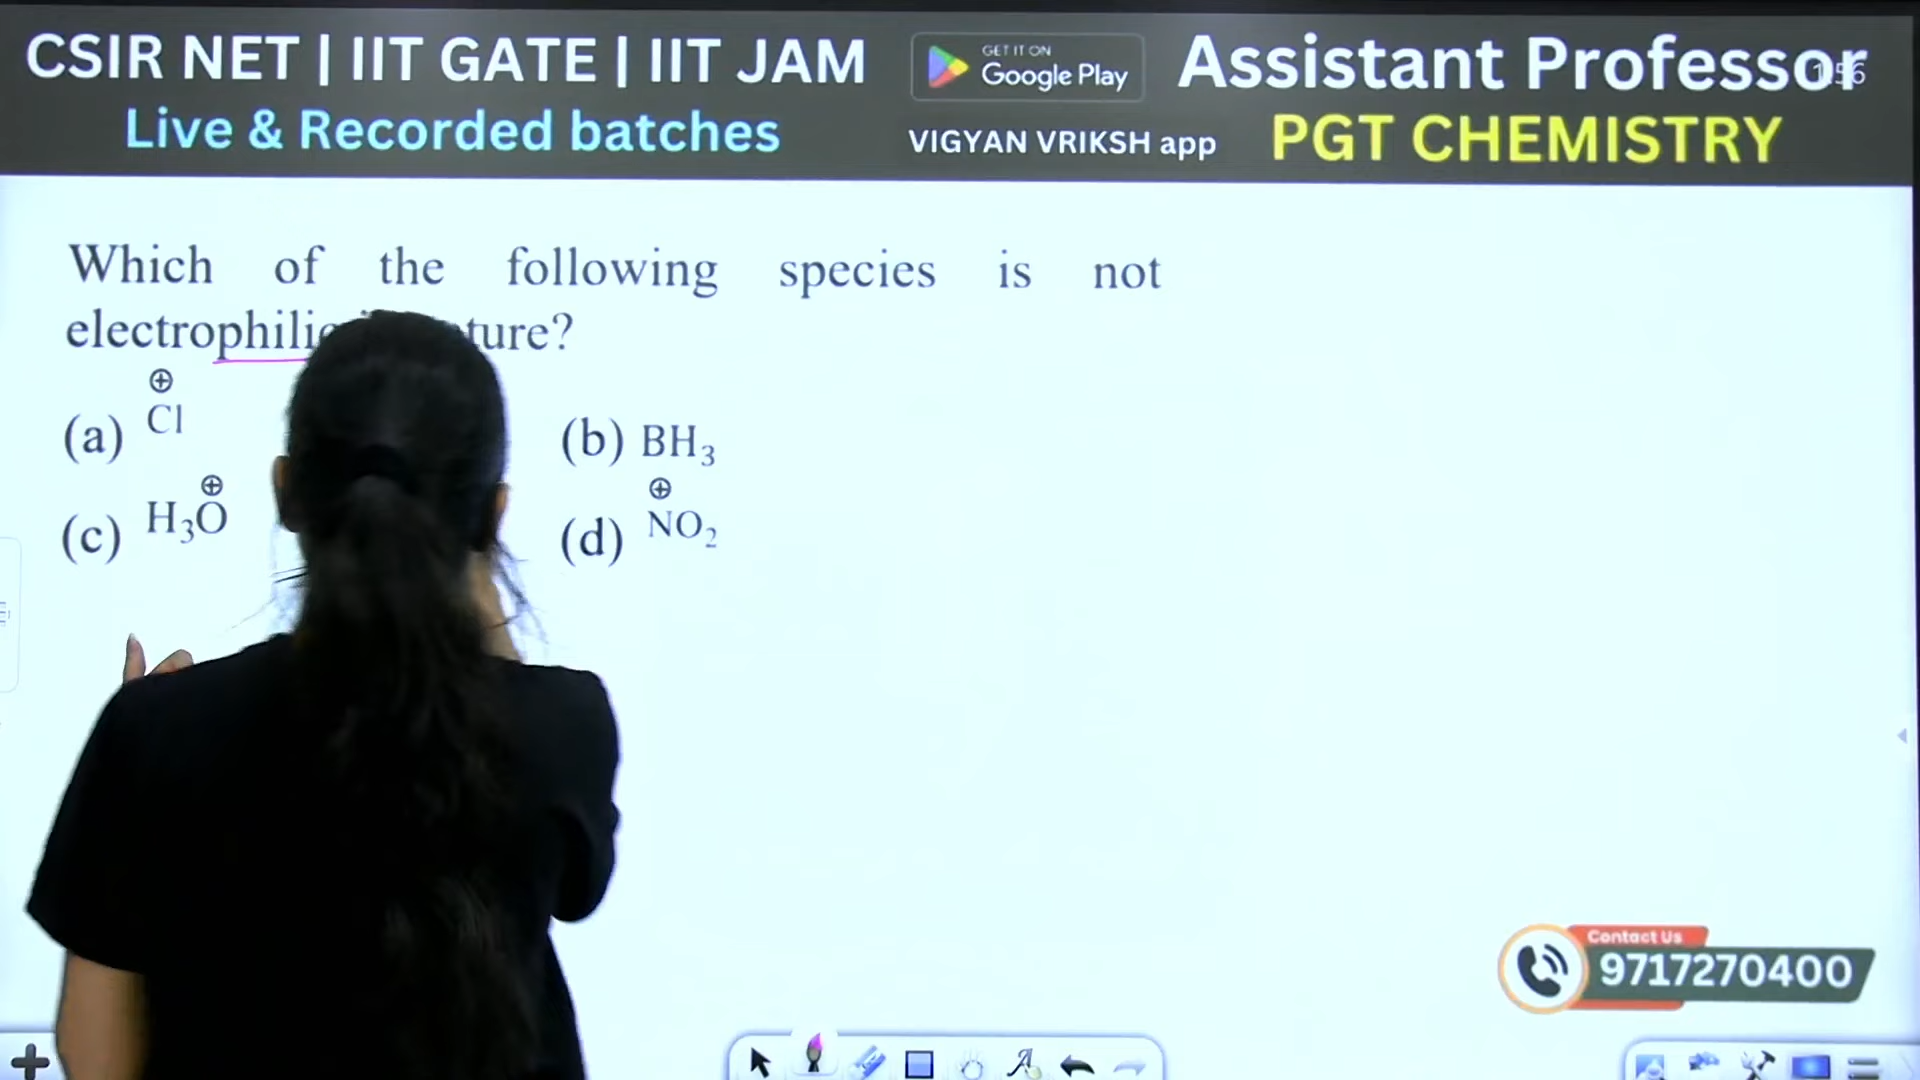 CSIR NET | IIT GATE | IIT JAM
Live & Recorded batches
GET IT ON
Google Play
VIGYAN VRIKSH app
Assistant Professor
PGT CHEMISTRY
Which of the following species is not
electrophilic ture?
(a) Cl⊕
(b) BH₃
(c) H₃O⊕
(d) NO₂⊕
Contact Us
9717270400